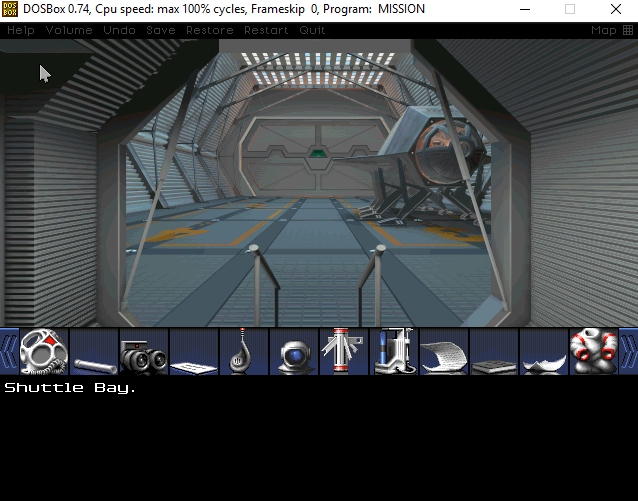 DOSBox 0.74, Cpu speed: max 100% cycles, Frameskip 0, Program: MISSION
Help Volume Undo Save Restore Restart Quit Map
Shuttle Bay.